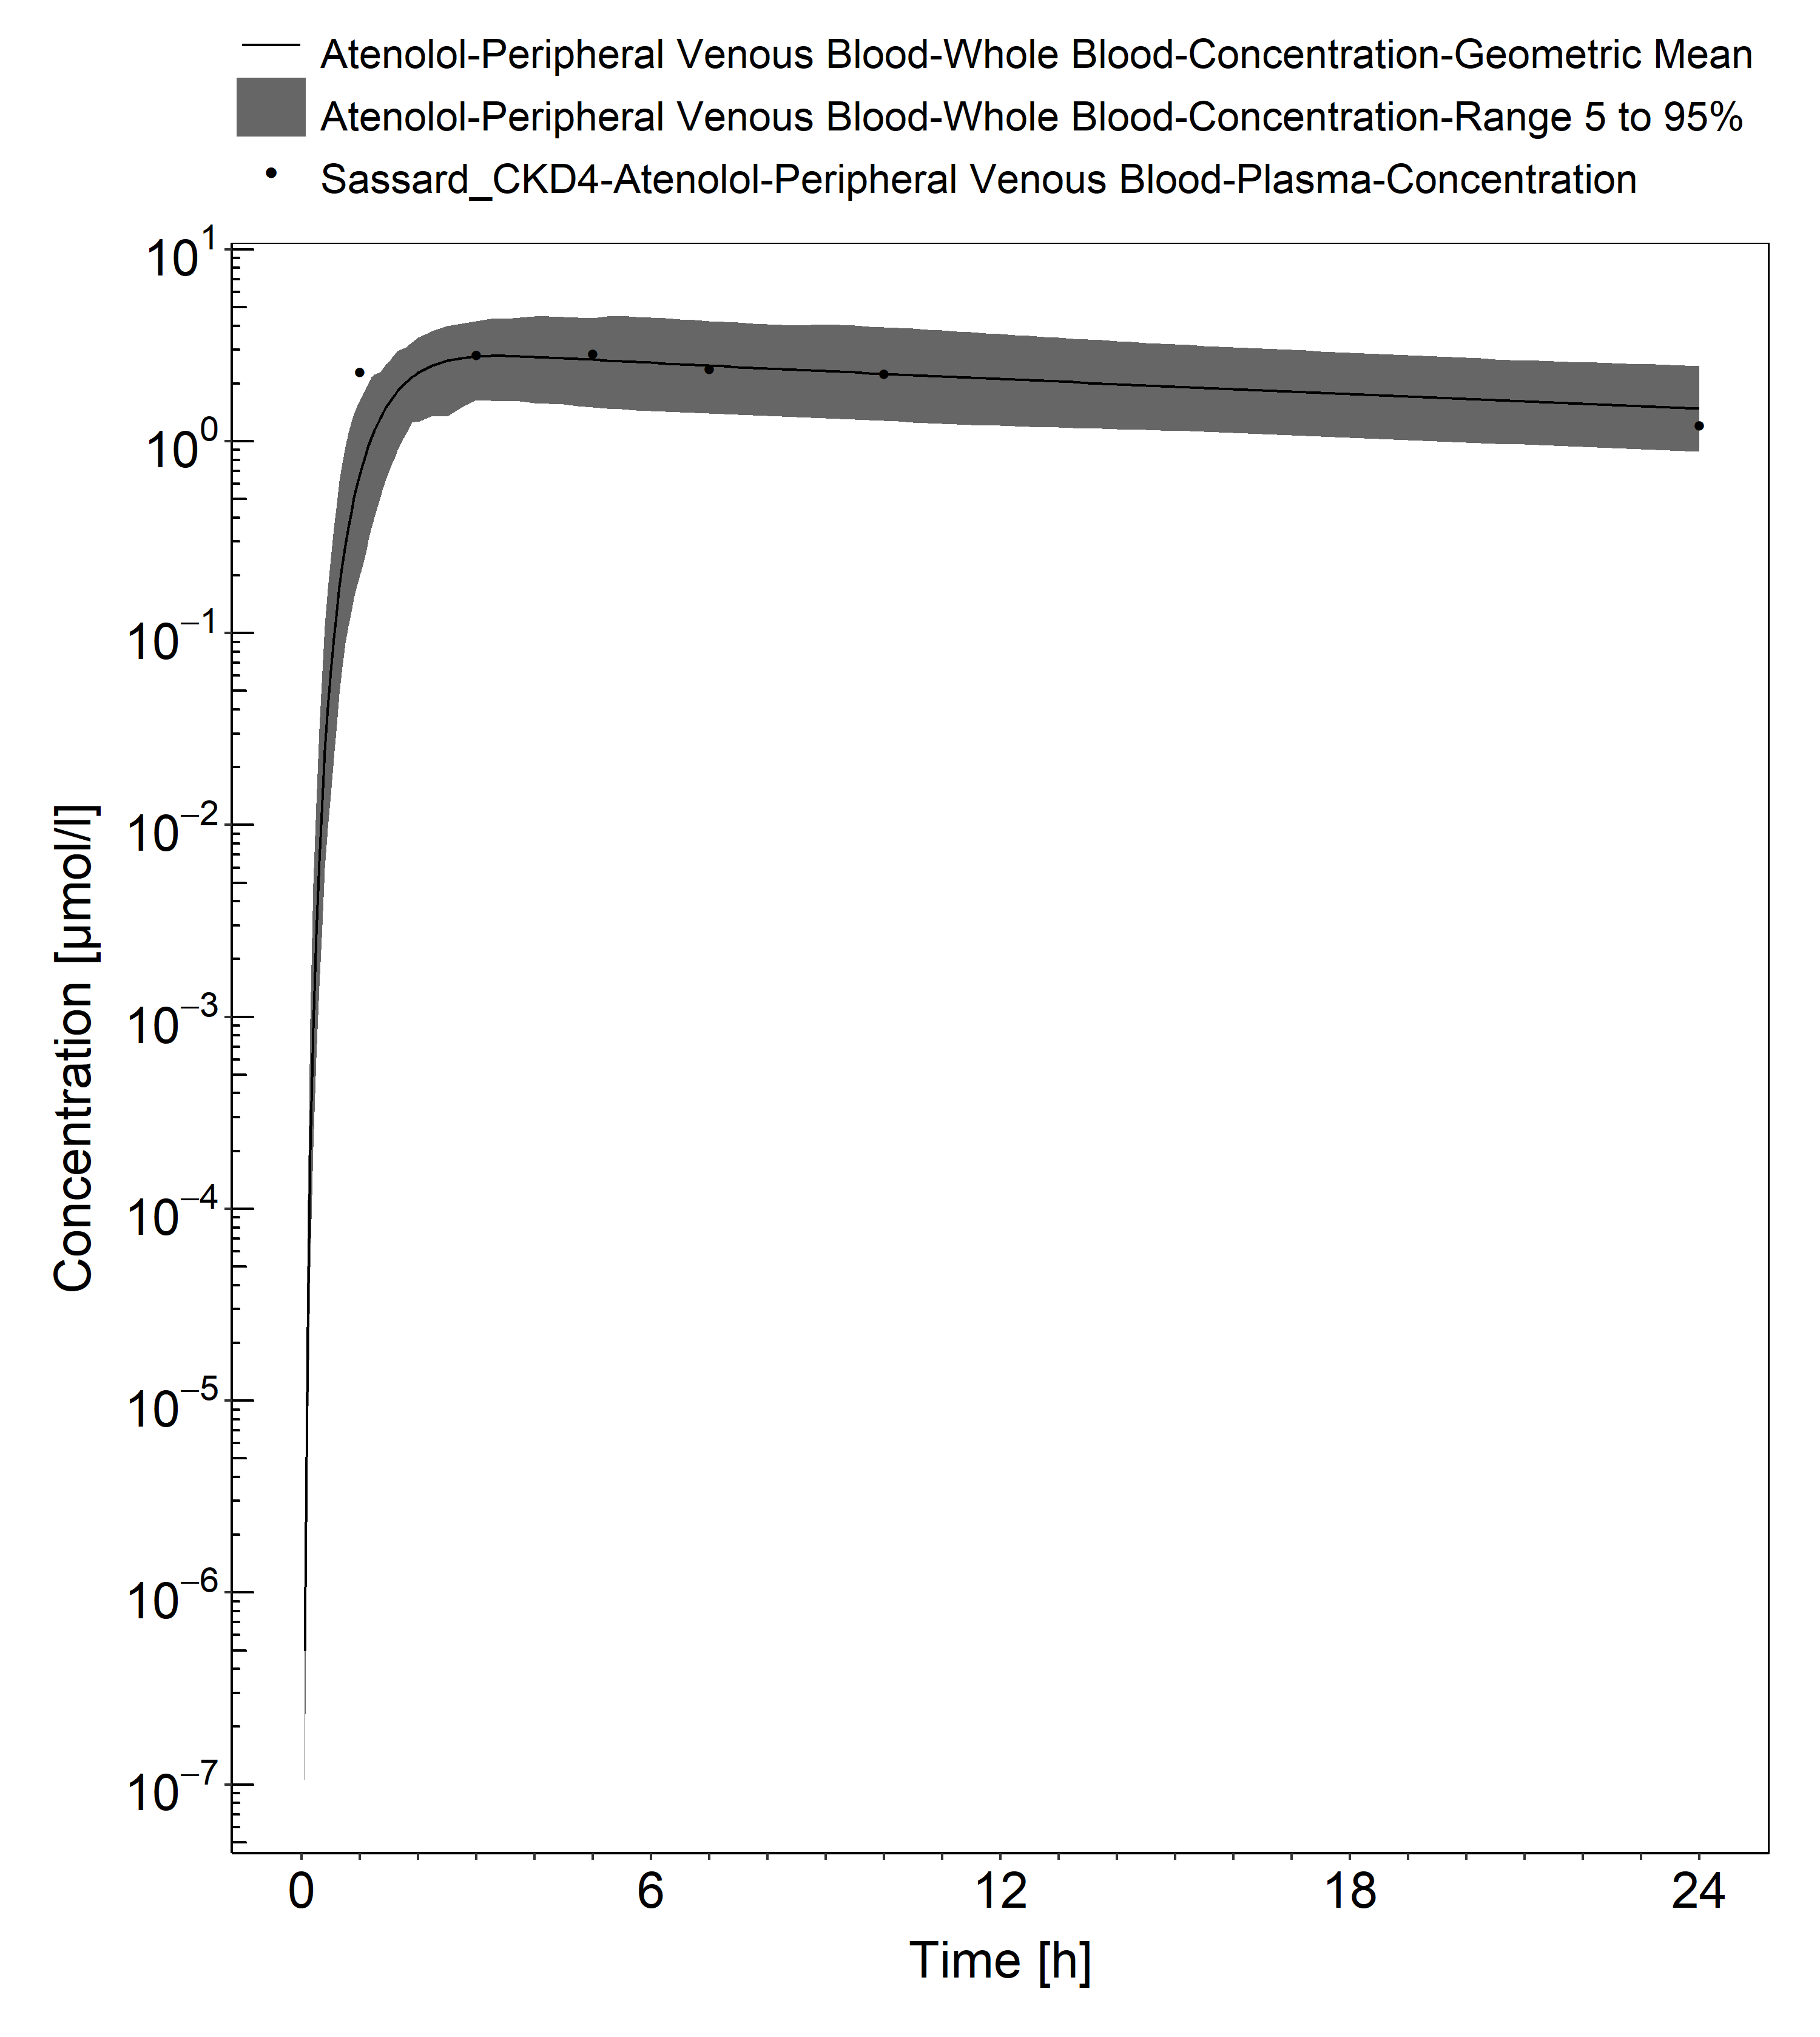 Atenolol-Peripheral Venous Blood-Whole Blood-Concentration-Geometric Mean
Atenolol-Peripheral Venous Blood-Whole Blood-Concentration-Range 5 to 95%
Sassard_CKD4-Atenolol-Peripheral Venous Blood-Plasma-Concentration
10¹
10⁰
10⁻¹
10⁻²
10⁻³
10⁻⁴
10⁻⁵
10⁻⁶
10⁻⁷
Concentration [µmol/l]
0 6 12 18 24
Time [h]